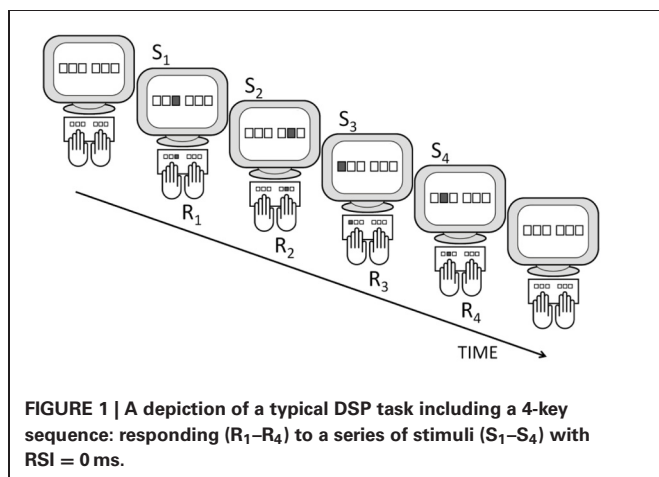 S₁
S₂
S₃
S₄
R₁
R₂
R₃
R₄
TIME
FIGURE 1 | A depiction of a typical DSP task including a 4-key
sequence: responding (R₁–R₄) to a series of stimuli (S₁–S₄) with
RSI = 0 ms.